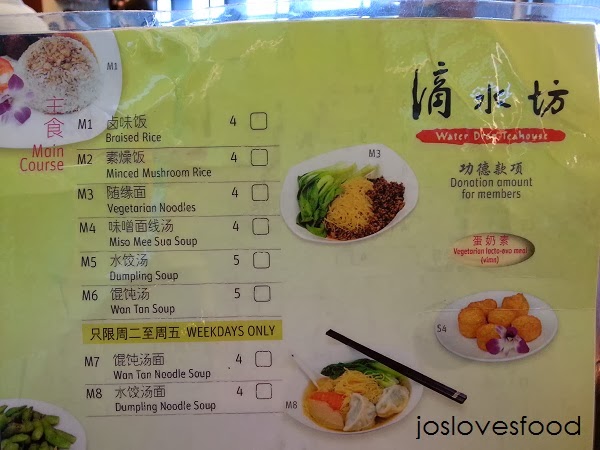 M1
主食
Main
Course
M1 卤味饭 4
Braised Rice
M2 素燥饭 4
Minced Mushroom Rice
M3 随缘面 4
Vegetarian Noodles
M4 味噌面线汤 4
Miso Mee Sua Soup
M5 水饺汤 5
Dumpling Soup
M6 馄饨汤 5
Wan Tan Soup
只限周二至周五 WEEKDAYS ONLY
M7 馄饨汤面 4
Wan Tan Noodle Soup
M8 水饺汤面 4
Dumpling Noodle Soup
M3
滴水坊
Water Drop Teahouse
功德款项
Donation amount
for members
蛋奶素
Vegetarian lacto-ovo meal
(vlml)
S4
M8
joslovesfood